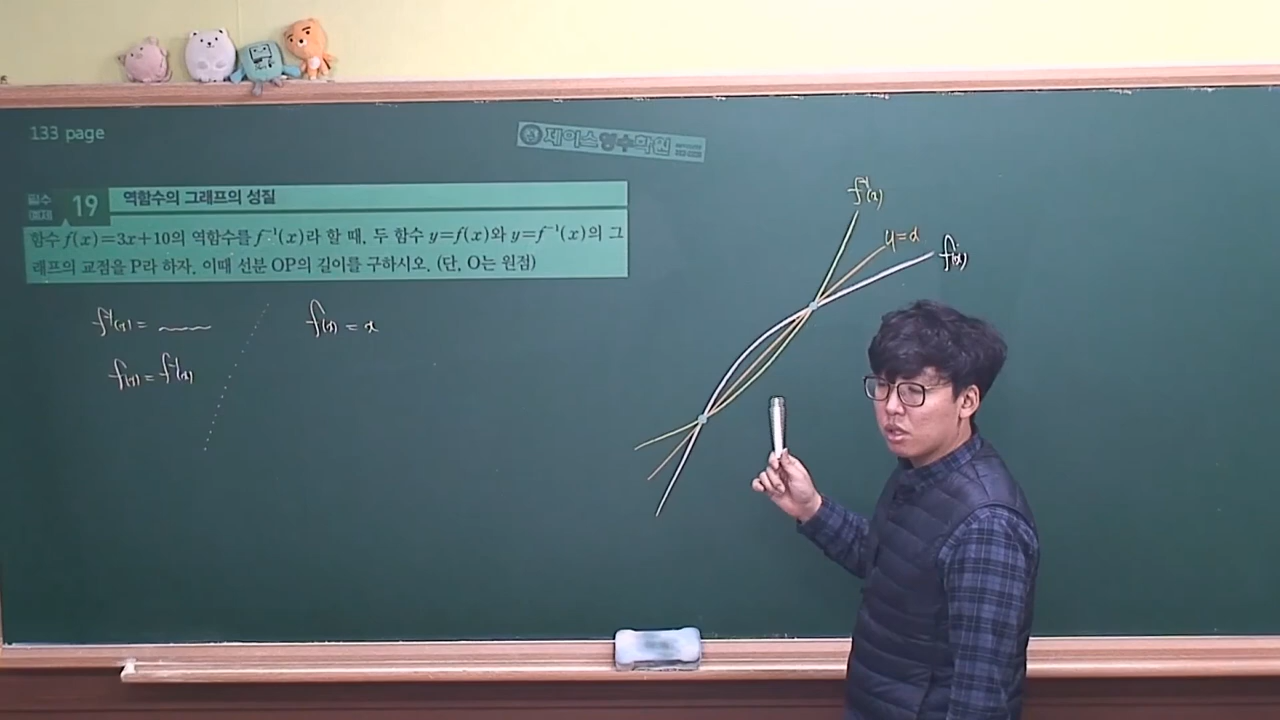 133 page
제이스영수학원
필수
예제
19
역함수의 그래프의 성질
함수 f(x)=3x+10의 역함수를 f⁻¹(x)라 할 때, 두 함수 y=f(x)와 y=f⁻¹(x)의 그
래프의 교점을 P라 하자. 이때 선분 OP의 길이를 구하시오. (단, O는 원점)
f⁻¹(x) =
f(x) = f⁻¹(x)
f(x) = x
f⁻¹(x)
y=x
f(x)